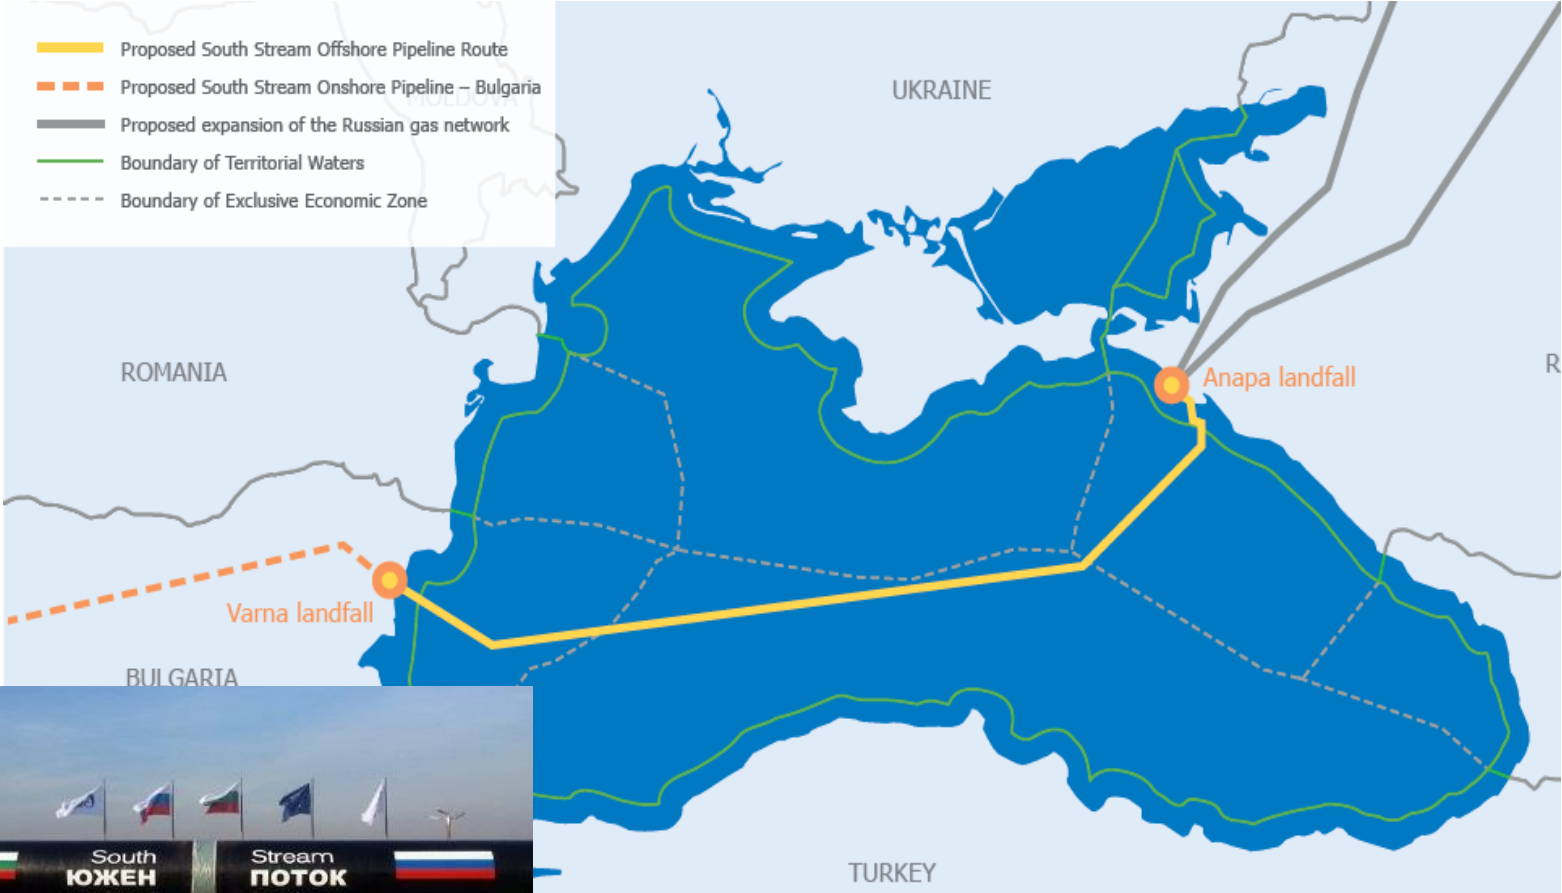 Proposed South Stream Offshore Pipeline Route
Proposed South Stream Onshore Pipeline – Bulgaria
MOLDOVA
Proposed expansion of the Russian gas network
Boundary of Territorial Waters
Boundary of Exclusive Economic Zone
UKRAINE
ROMANIA
R
Anapa landfall
Varna landfall
BULGARIA
TURKEY
South Stream
ЮЖЕН ПОТОК